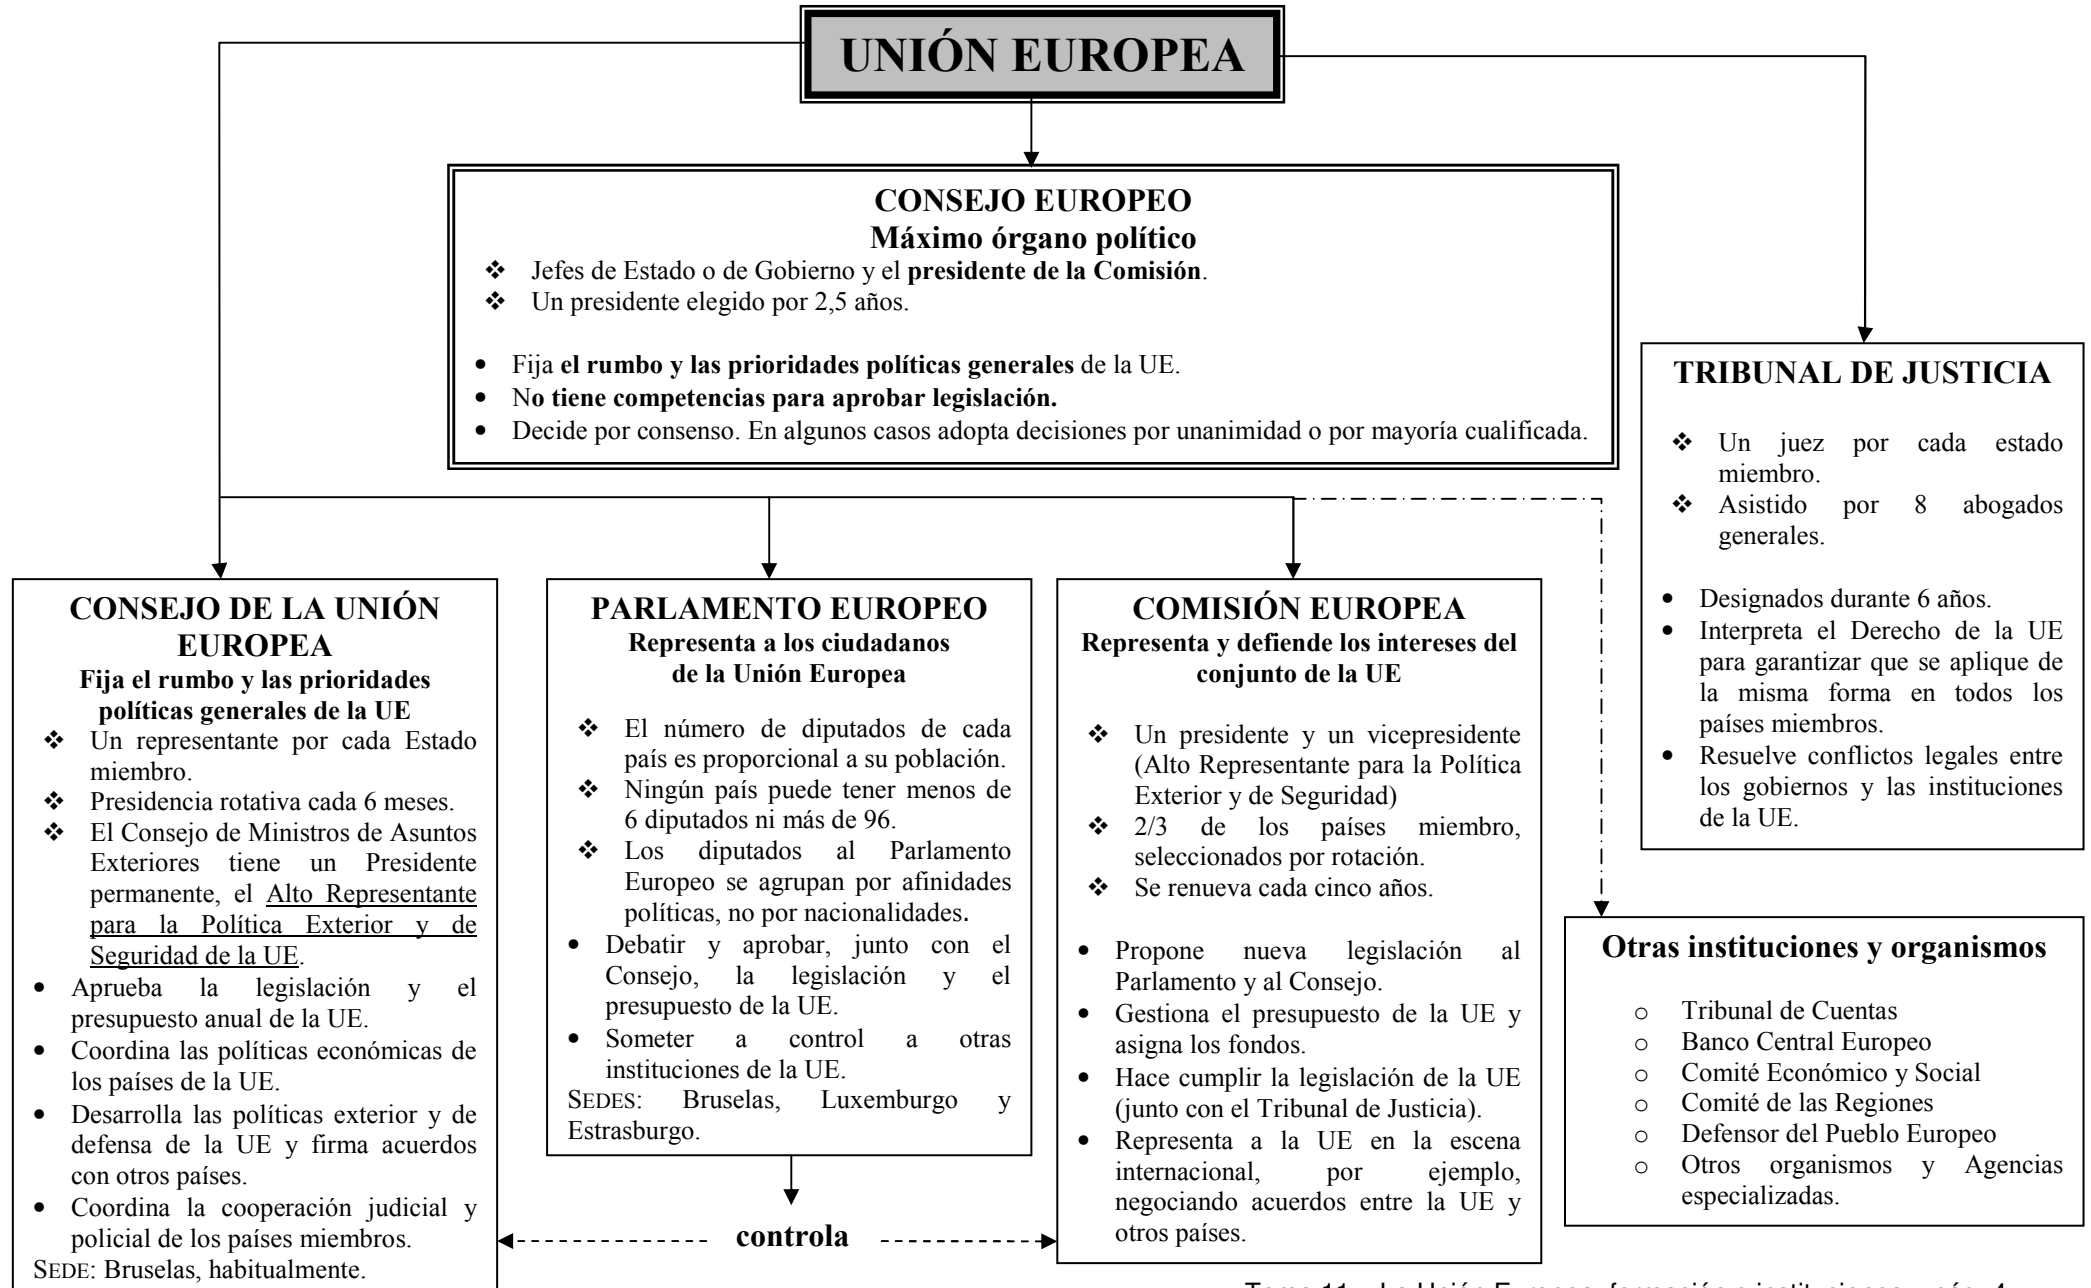 UNIÓN EUROPEA
CONSEJO EUROPEO
Máximo órgano político
❖ Jefes de Estado o de Gobierno y el presidente de la Comisión.
❖ Un presidente elegido por 2,5 años.
• Fija el rumbo y las prioridades políticas generales de la UE.
• No tiene competencias para aprobar legislación.
• Decide por consenso. En algunos casos adopta decisiones por unanimidad o por mayoría cualificada.
TRIBUNAL DE JUSTICIA
❖ Un juez por cada estado
miembro.
❖ Asistido por 8 abogados
generales.
• Designados durante 6 años.
• Interpreta el Derecho de la UE
para garantizar que se aplique de
la misma forma en todos los
países miembros.
• Resuelve conflictos legales entre
los gobiernos y las instituciones
de la UE.
CONSEJO DE LA UNIÓN
EUROPEA
Fija el rumbo y las prioridades
políticas generales de la UE
❖ Un representante por cada Estado
miembro.
❖ Presidencia rotativa cada 6 meses.
❖ El Consejo de Ministros de Asuntos
Exteriores tiene un Presidente
permanente, el Alto Representante
para la Política Exterior y de
Seguridad de la UE.
• Aprueba la legislación y el
presupuesto anual de la UE.
• Coordina las políticas económicas de
los países de la UE.
• Desarrolla las políticas exterior y de
defensa de la UE y firma acuerdos
con otros países.
• Coordina la cooperación judicial y
policial de los países miembros.
SEDE: Bruselas, habitualmente.
PARLAMENTO EUROPEO
Representa a los ciudadanos
de la Unión Europea
❖ El número de diputados de cada
país es proporcional a su población.
❖ Ningún país puede tener menos de
6 diputados ni más de 96.
❖ Los diputados al Parlamento
Europeo se agrupan por afinidades
políticas, no por nacionalidades.
• Debatir y aprobar, junto con el
Consejo, la legislación y el
presupuesto de la UE.
• Someter a control a otras
instituciones de la UE.
SEDES: Bruselas, Luxemburgo y
Estrasburgo.
controla
COMISIÓN EUROPEA
Representa y defiende los intereses del
conjunto de la UE
❖ Un presidente y un vicepresidente
(Alto Representante para la Política
Exterior y de Seguridad)
❖ 2/3 de los países miembro,
seleccionados por rotación.
❖ Se renueva cada cinco años.
• Propone nueva legislación al
Parlamento y al Consejo.
• Gestiona el presupuesto de la UE y
asigna los fondos.
• Hace cumplir la legislación de la UE
(junto con el Tribunal de Justicia).
• Representa a la UE en la escena
internacional, por ejemplo,
negociando acuerdos entre la UE y
otros países.
Otras instituciones y organismos
o Tribunal de Cuentas
o Banco Central Europeo
o Comité Económico y Social
o Comité de las Regiones
o Defensor del Pueblo Europeo
o Otros organismos y Agencias
especializadas.